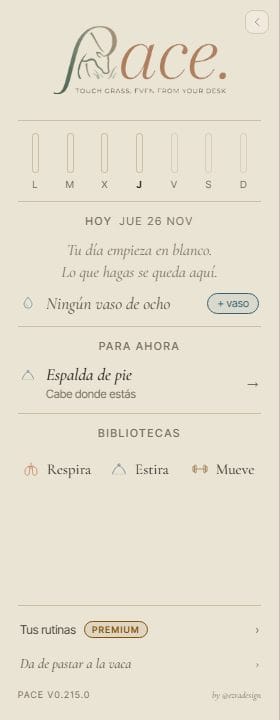 Pace.
TOUCH GRASS. EVEN FROM YOUR DESK
L M X J V S D
HOY JUE 26 NOV
Tu día empieza en blanco.
Lo que hagas se queda aquí.
Ningún vaso de ocho + vaso
PARA AHORA
Espalda de pie →
Cabe donde estás
BIBLIOTECAS
Respira Estira Mueve
Tus rutinas PREMIUM ›
Da de pastar a la vaca ›
PACE V0.215.0 by @ezradesign